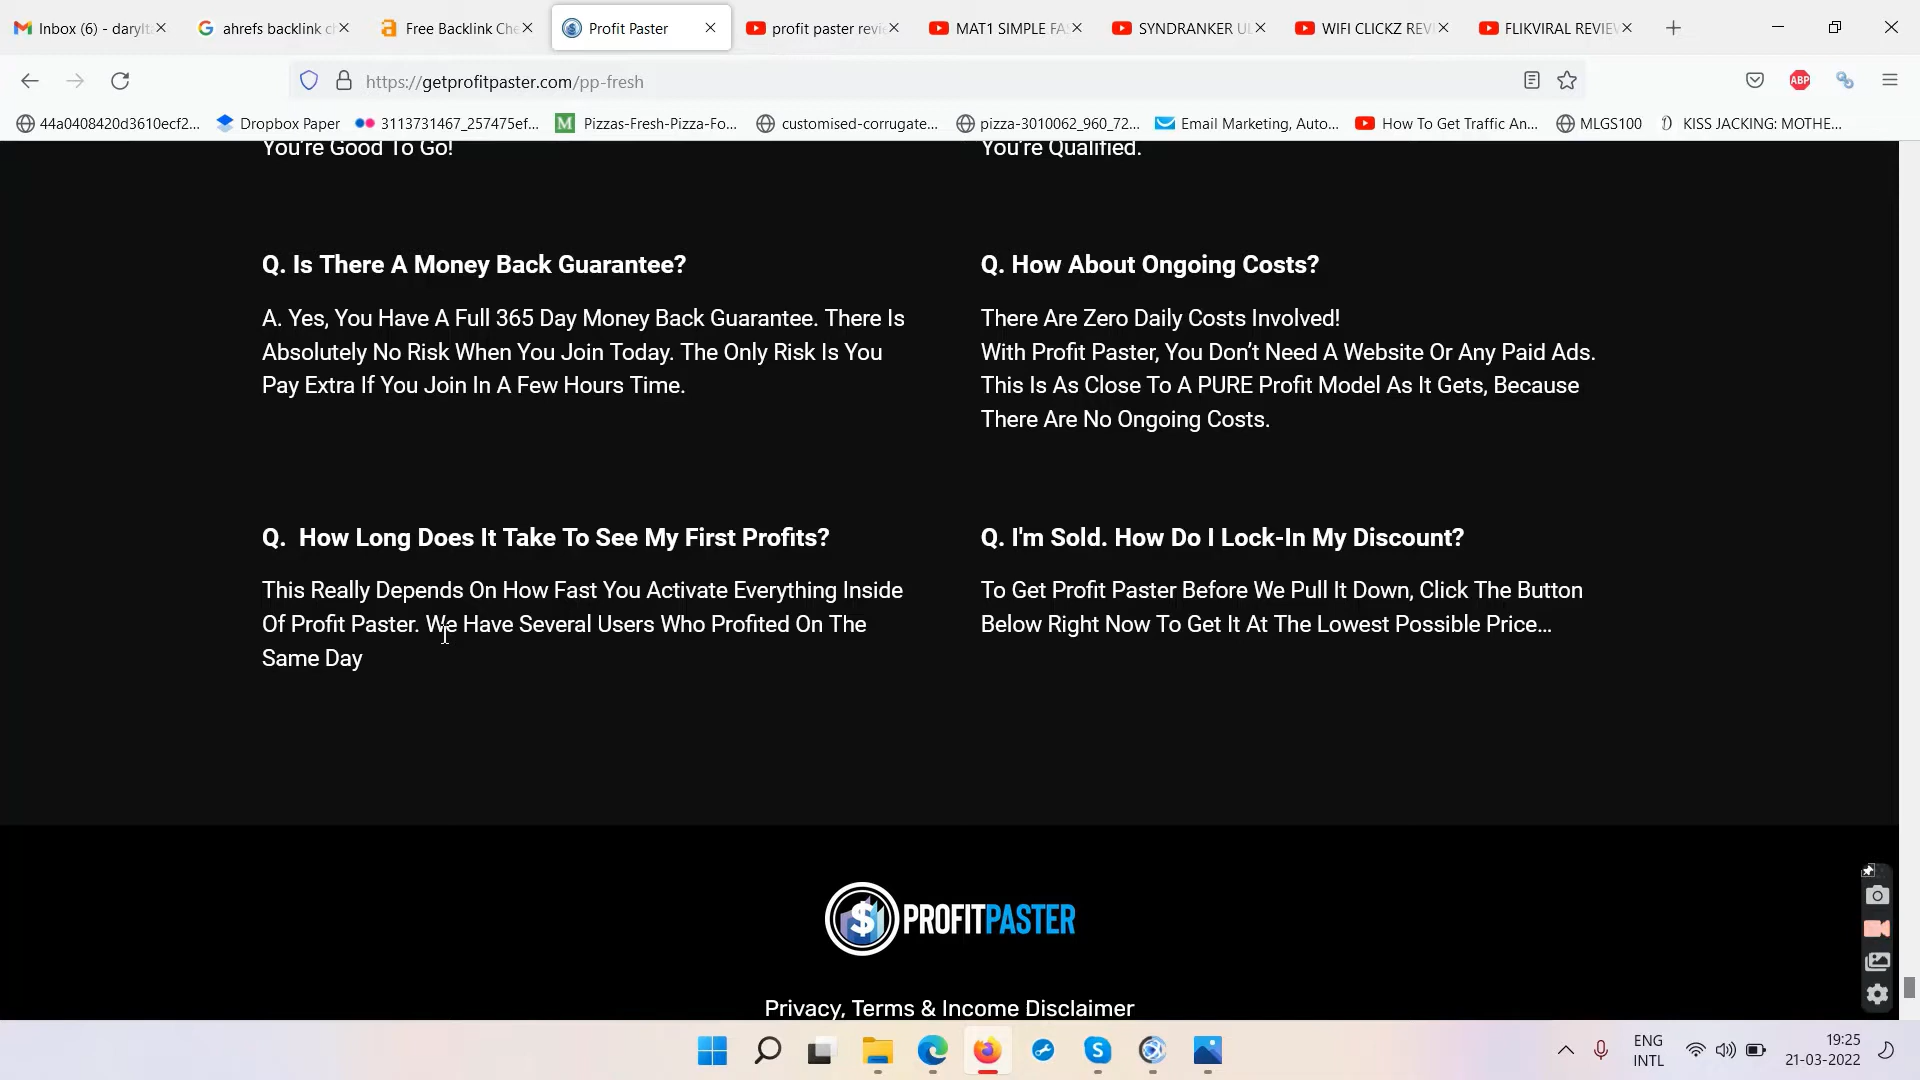 Inbox (6) - darylt
ahrefs backlink c
Free Backlink Che
Profit Paster
profit paster revi
MAT1 SIMPLE FA
SYNDRANKER UL
WIFI CLICKZ REV
FLIKVIRAL REVIEW
https://getprofitpaster.com/pp-fresh
ABP
44a0408420d3610ecf2...
Dropbox Paper
3113731467_257475ef...
M Pizzas-Fresh-Pizza-Fo...
customised-corrugate...
pizza-3010062_960_72...
Email Marketing, Auto...
How To Get Traffic An...
MLGS100
KISS JACKING: MOTHE...
You're Good To Go!
You're Qualified.
Q. Is There A Money Back Guarantee?
A. Yes, You Have A Full 365 Day Money Back Guarantee. There Is
Absolutely No Risk When You Join Today. The Only Risk Is You
Pay Extra If You Join In A Few Hours Time.
Q. How About Ongoing Costs?
There Are Zero Daily Costs Involved!
With Profit Paster, You Don't Need A Website Or Any Paid Ads.
This Is As Close To A PURE Profit Model As It Gets, Because
There Are No Ongoing Costs.
Q. How Long Does It Take To See My First Profits?
This Really Depends On How Fast You Activate Everything Inside
Of Profit Paster. We Have Several Users Who Profited On The
Same Day
Q. I'm Sold. How Do I Lock-In My Discount?
To Get Profit Paster Before We Pull It Down, Click The Button
Below Right Now To Get It At The Lowest Possible Price...
$ PROFITPASTER
Privacy, Terms & Income Disclaimer
ENG
INTL
19:25
21-03-2022